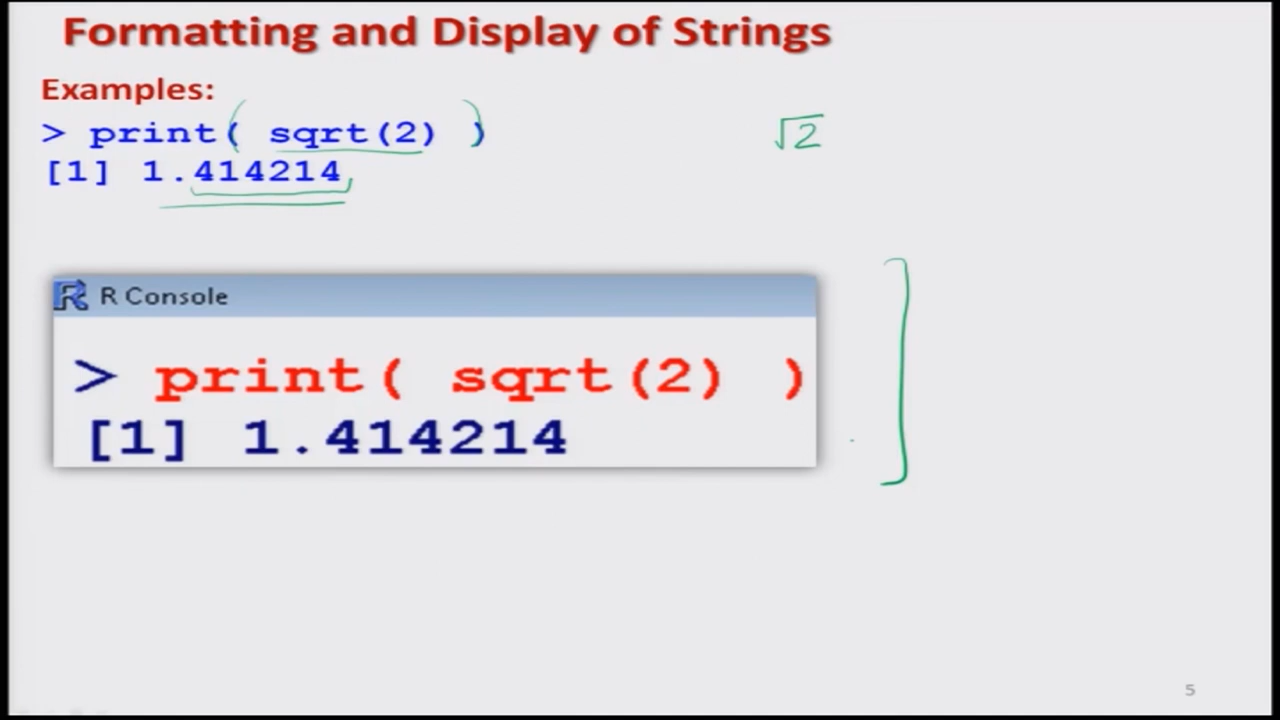 Formatting and Display of Strings
Examples:
> print( sqrt(2) )
[1] 1.414214
√2
R R Console
> print( sqrt(2) )
[1] 1.414214
5